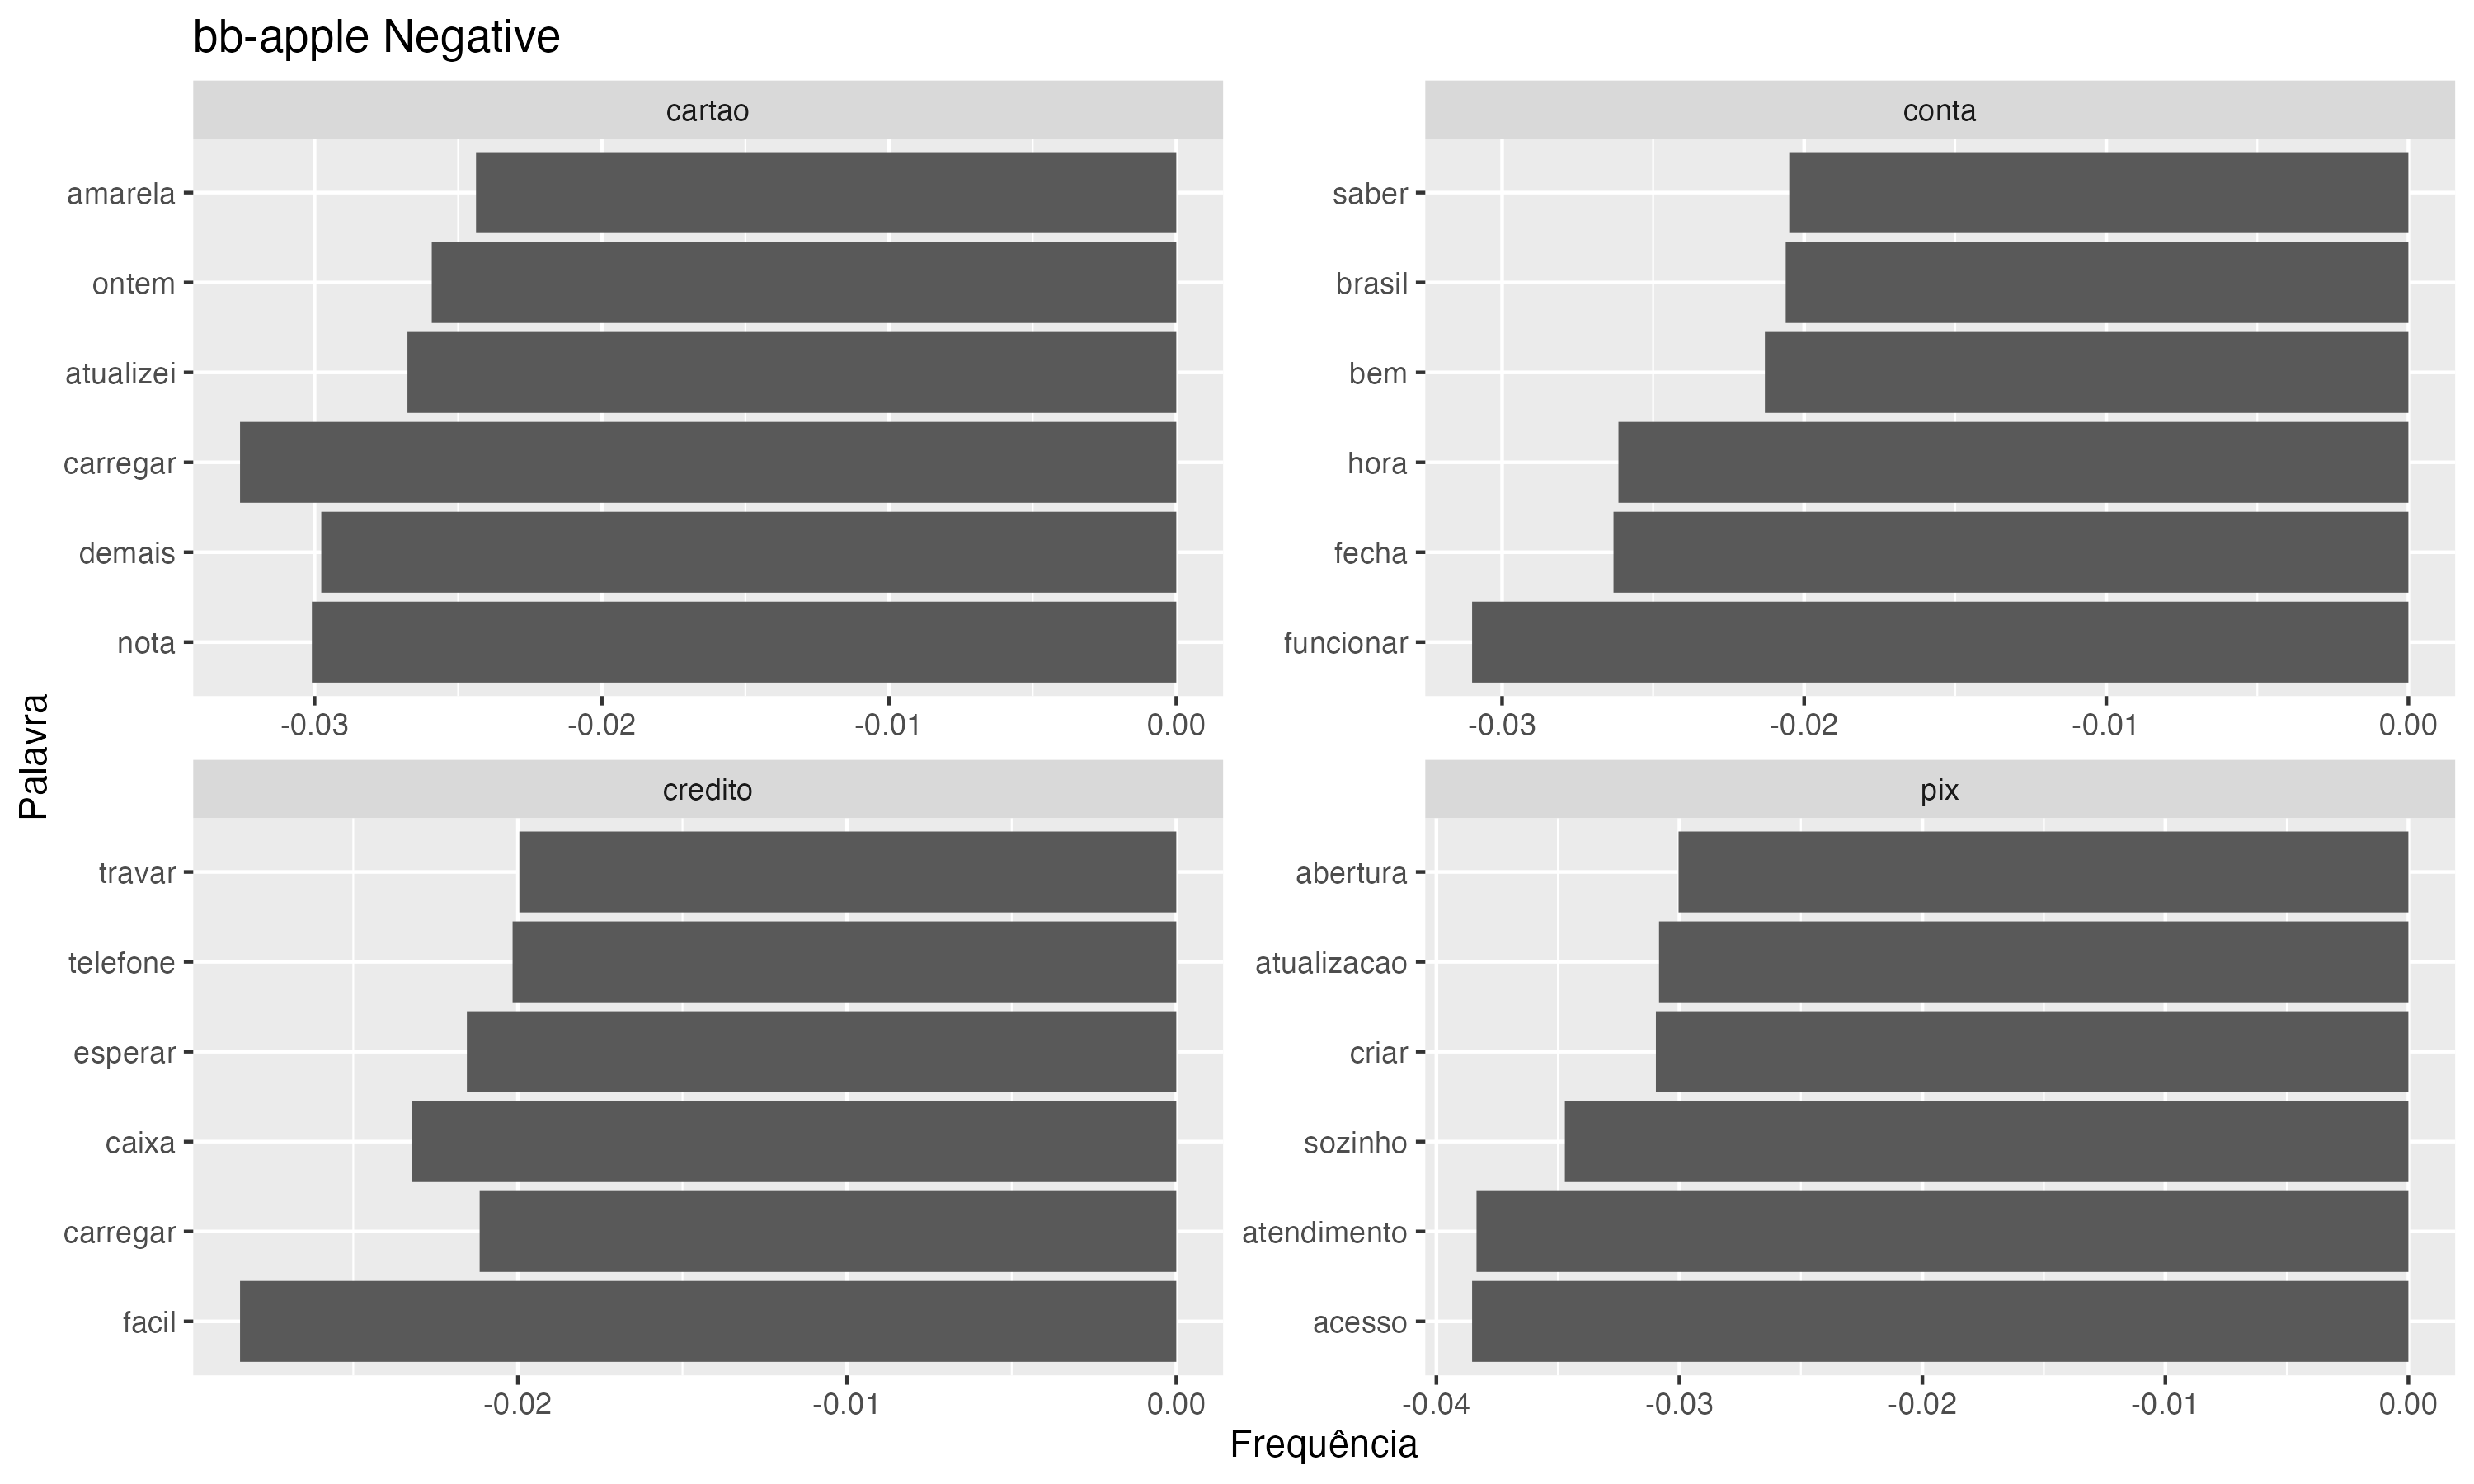 bb-apple Negative
cartao
amarela
ontem
atualizei
carregar
demais
nota
-0.03 -0.02 -0.01 0.00
conta
saber
brasil
bem
hora
fecha
funcionar
-0.03 -0.02 -0.01 0.00
credito
travar
telefone
esperar
caixa
carregar
facil
-0.02 -0.01 0.00
pix
abertura
atualizacao
criar
sozinho
atendimento
acesso
-0.04 -0.03 -0.02 -0.01 0.00
Palavra
Frequência